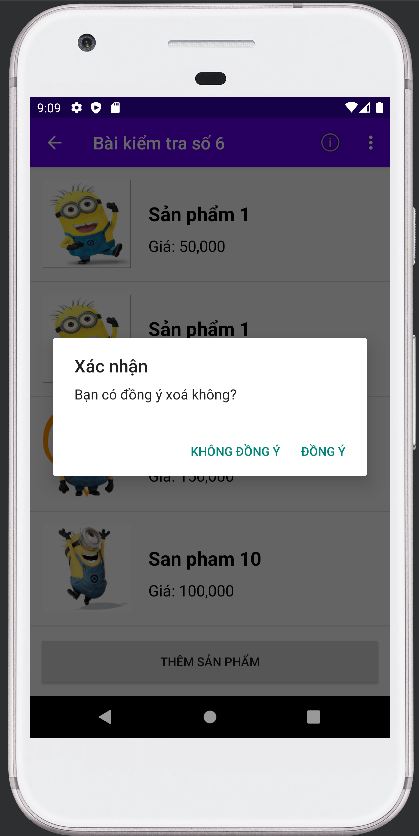 9:09
Bài kiểm tra số 6
Sản phẩm 1
Giá: 50,000
Sản phẩm 1
Xác nhận
Bạn có đồng ý xoá không?
KHÔNG ĐỒNG Ý ĐỒNG Ý
Giá: 150,000
San pham 10
Giá: 100,000
THÊM SẢN PHẨM